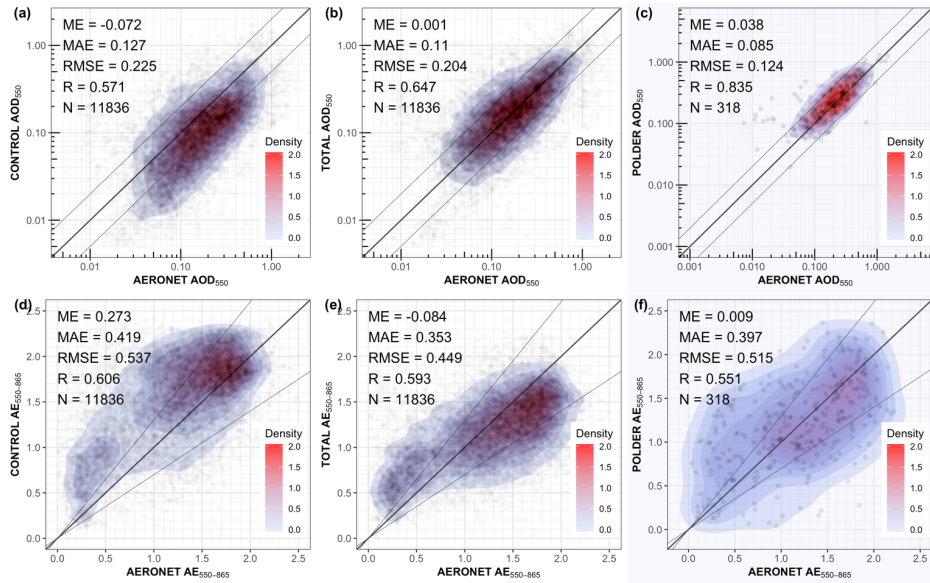 (a)
ME = -0.072
MAE = 0.127
RMSE = 0.225
R = 0.571
N = 11836
CONTROL AOD550
1.00
0.10
0.01
0.01 0.10 1.00
AERONET AOD550
Density
2.0
1.5
1.0
0.5
0.0
(b)
ME = 0.001
MAE = 0.11
RMSE = 0.204
R = 0.647
N = 11836
TOTAL AOD550
1.00
0.10
0.01
0.01 0.10 1.00
AERONET AOD550
Density
2.0
1.5
1.0
0.5
0.0
(c)
ME = 0.038
MAE = 0.085
RMSE = 0.124
R = 0.835
N = 318
POLDER AOD550
1.000
0.100
0.010
0.001
0.001 0.010 0.100 1.000
AERONET AOD550
Density
2.0
1.5
1.0
0.5
0.0
(d)
ME = 0.273
MAE = 0.419
RMSE = 0.537
R = 0.606
N = 11836
CONTROL AE550–865
2.5
2.0
1.5
1.0
0.5
0.0
0.0 0.5 1.0 1.5 2.0 2.5
AERONET AE550–865
Density
2.0
1.5
1.0
0.5
0.0
(e)
ME = -0.084
MAE = 0.353
RMSE = 0.449
R = 0.593
N = 11836
TOTAL AE550–865
2.5
2.0
1.5
1.0
0.5
0.0
0.0 0.5 1.0 1.5 2.0 2.5
AERONET AE550–865
Density
2.0
1.5
1.0
0.5
0.0
(f)
ME = 0.009
MAE = 0.397
RMSE = 0.515
R = 0.551
N = 318
POLDER AE550–865
2.5
2.0
1.5
1.0
0.5
0.0
0.0 0.5 1.0 1.5 2.0 2.5
AERONET AE550–865
Density
2.0
1.5
1.0
0.5
0.0